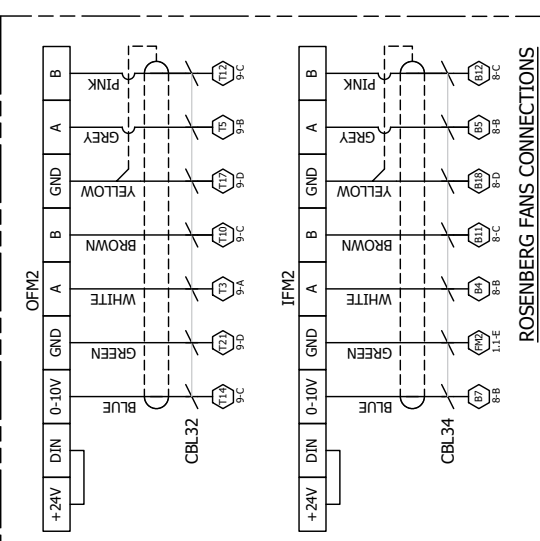 OFM2
+24V DIN 0-10V GND A B GND A B
BLUE GREEN WHITE BROWN YELLOW GREY PINK
CBL32
T14 T21 T3 T10 T17 T5 T12
9-C 9-D 9-A 9-C 9-D 9-B 9-C
IFM2
+24V DIN 0-10V GND A B GND A B
BLUE GREEN WHITE BROWN YELLOW GREY PINK
CBL34
B7 (FM2) B4 B11 B18 B5 B12
8-B 1.1-E 8-B 8-C 8-D 8-B 8-C
ROSENBERG FANS CONNECTIONS